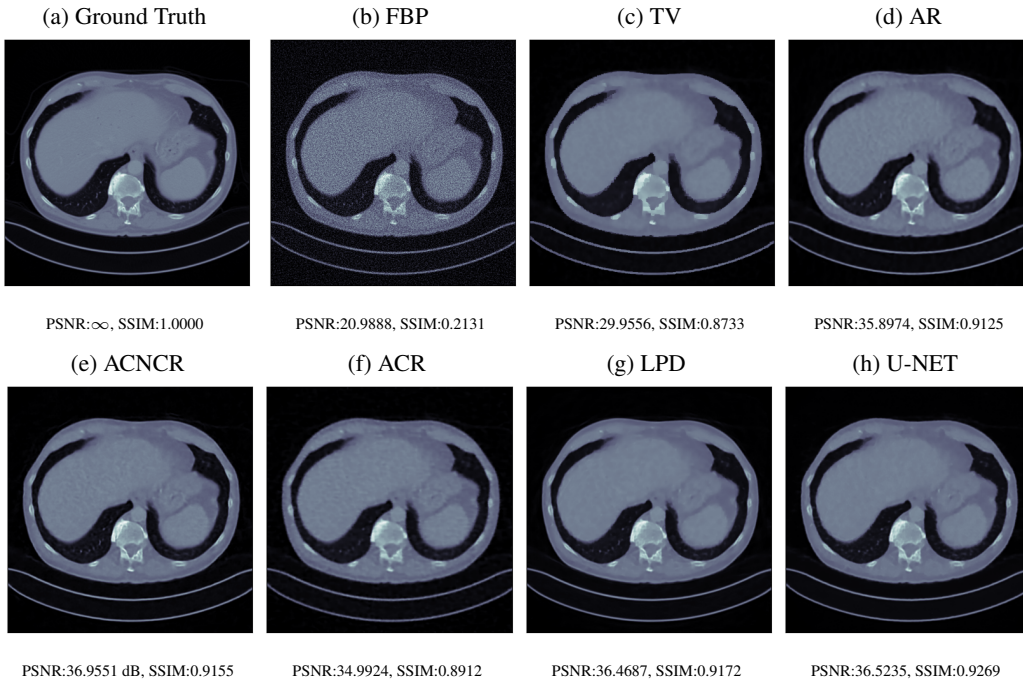 (a) Ground Truth (b) FBP (c) TV (d) AR
PSNR:∞, SSIM:1.0000 PSNR:20.9888, SSIM:0.2131 PSNR:29.9556, SSIM:0.8733 PSNR:35.8974, SSIM:0.9125
(e) ACNCR (f) ACR (g) LPD (h) U-NET
PSNR:36.9551 dB, SSIM:0.9155 PSNR:34.9924, SSIM:0.8912 PSNR:36.4687, SSIM:0.9172 PSNR:36.5235, SSIM:0.9269